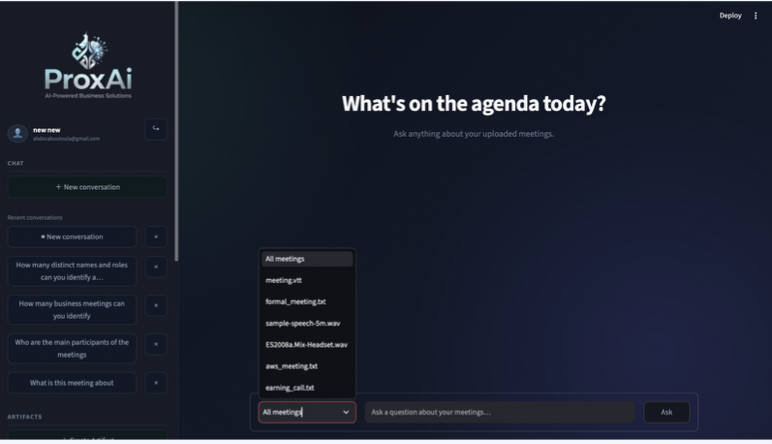 Deploy
ProxAi
AI-Powered Business Solutions
new new
CHAT
+ New conversation
Recent conversations
New conversation
How many distinct names and roles
can you identify a...
How many business meetings can
you identify
Who are the main participants of the
meetings
What is this meeting about
ARTIFACTS
What's on the agenda today?
Ask anything about your uploaded meetings.
All meetings
meeting.vtt
formal_meeting.txt
sample-speech-5m.wav
ES2008a.Mix-Headset.wav
aws_meeting.txt
earning_call.txt
All meetings
Ask a question about your meetings...
Ask